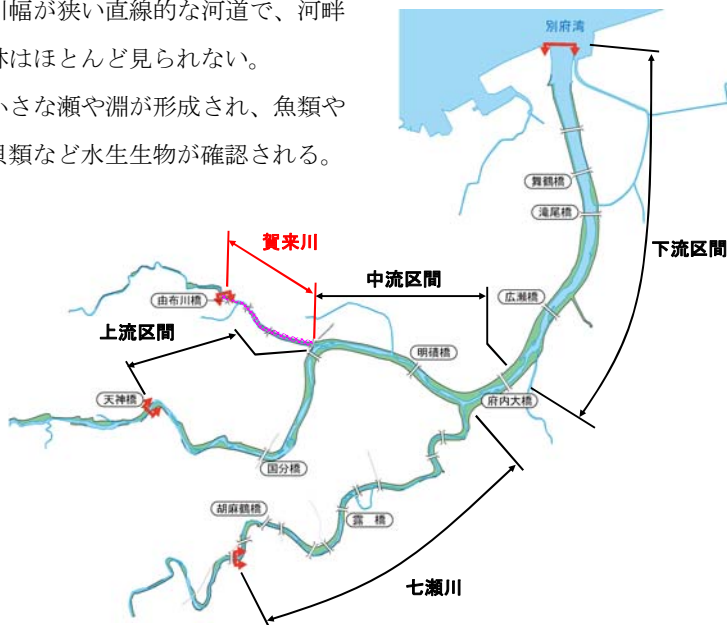 川幅が狭い直線的な河道で、河畔
林はほとんど見られない。
小さな瀬や淵が形成され、魚類や
貝類など水生生物が確認される。
別府湾
舞鶴橋
滝尾橋
下流区間
賀来川
中流区間
広瀬橋
由布川橋
上流区間
明磧橋
天神橋
府内大橋
国分橋
胡麻鶴橋
露 橋
七瀬川